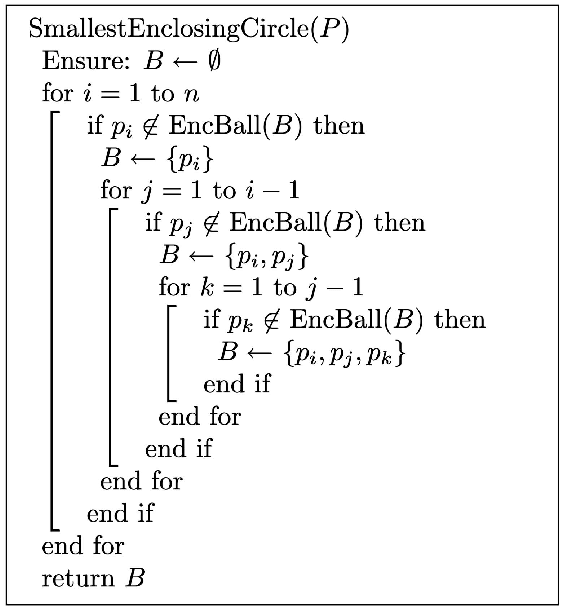 SmallestEnclosingCircle(P)
Ensure: B ← ∅
for i = 1 to n
if p_i ∉ EncBall(B) then
B ← {p_i}
for j = 1 to i − 1
if p_j ∉ EncBall(B) then
B ← {p_i, p_j}
for k = 1 to j − 1
if p_k ∉ EncBall(B) then
B ← {p_i, p_j, p_k}
end if
end for
end if
end for
end if
end for
return B